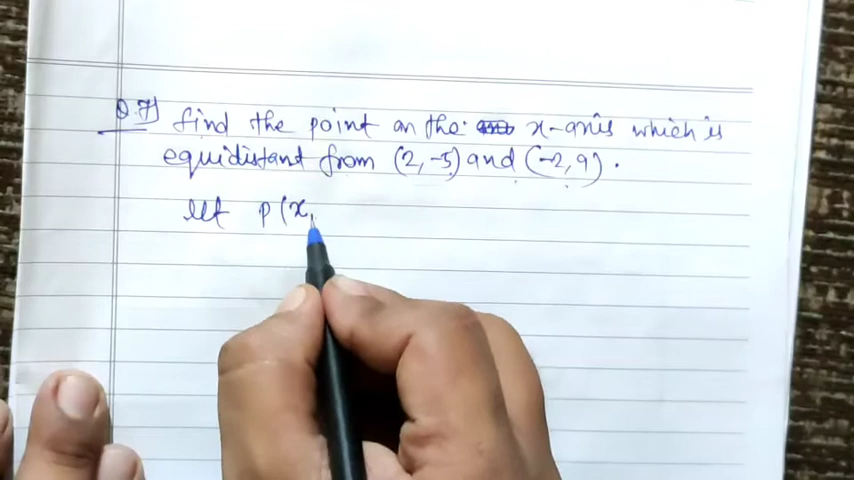 Q.7) find the point on the x-axis which is
equidistant from (2, -5) and (-2, 9).
let P(x,